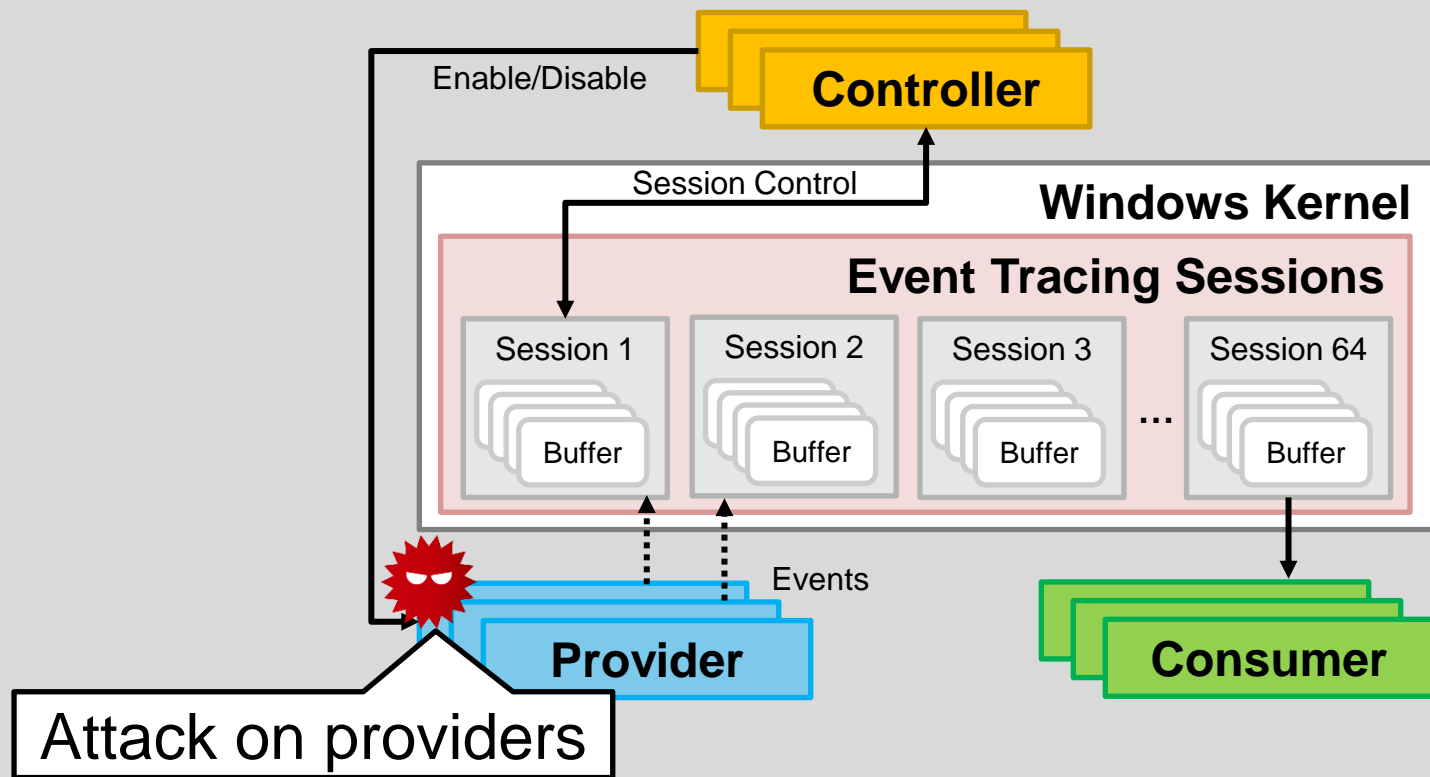 Controller
Enable/Disable
Session Control
Windows Kernel
Event Tracing Sessions
Session 1
Session 2
Session 3
Session 64
Buffer
Buffer
Buffer
...
Buffer
Events
Provider
Consumer
Attack on providers